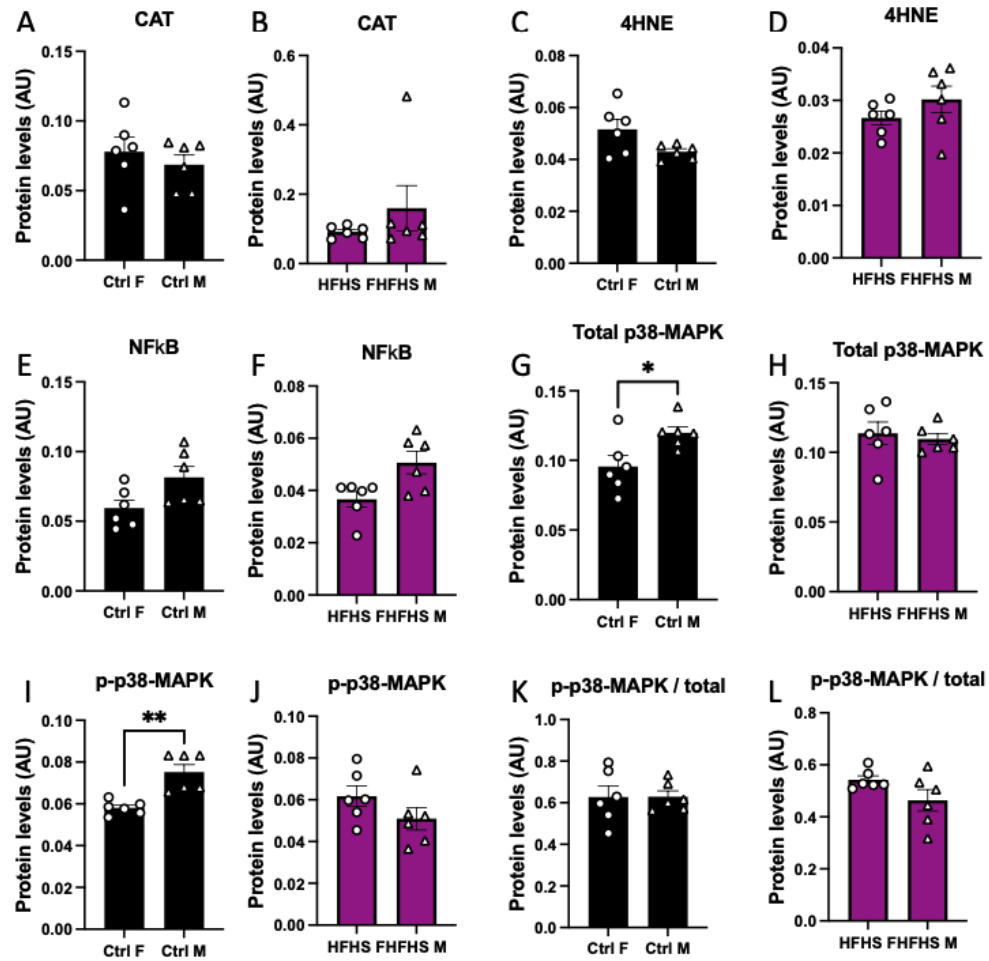 A
CAT
Protein levels (AU)
0.15
0.10
0.05
0.00
Ctrl F Ctrl M
B
CAT
Protein levels (AU)
0.6
0.4
0.2
0.0
HFHS FHFHS M
C
4HNE
Protein levels (AU)
0.08
0.06
0.04
0.02
0.00
Ctrl F Ctrl M
D
4HNE
Protein levels (AU)
0.04
0.03
0.02
0.01
0.00
HFHS FHFHS M
E
NFkB
Protein levels (AU)
0.15
0.10
0.05
0.00
Ctrl F Ctrl M
F
NFkB
Protein levels (AU)
0.08
0.06
0.04
0.02
0.00
HFHS FHFHS M
G
Total p38-MAPK
*
Protein levels (AU)
0.15
0.10
0.05
0.00
Ctrl F Ctrl M
H
Total p38-MAPK
Protein levels (AU)
0.15
0.10
0.05
0.00
HFHS FHFHS M
I
p-p38-MAPK
**
Protein levels (AU)
0.10
0.08
0.06
0.04
0.02
0.00
Ctrl F Ctrl M
J
p-p38-MAPK
Protein levels (AU)
0.10
0.08
0.06
0.04
0.02
0.00
HFHS FHFHS M
K
p-p38-MAPK / total
Protein levels (AU)
1.0
0.8
0.6
0.4
0.2
0.0
Ctrl F Ctrl M
L
p-p38-MAPK / total
Protein levels (AU)
0.8
0.6
0.4
0.2
0.0
HFHS FHFHS M